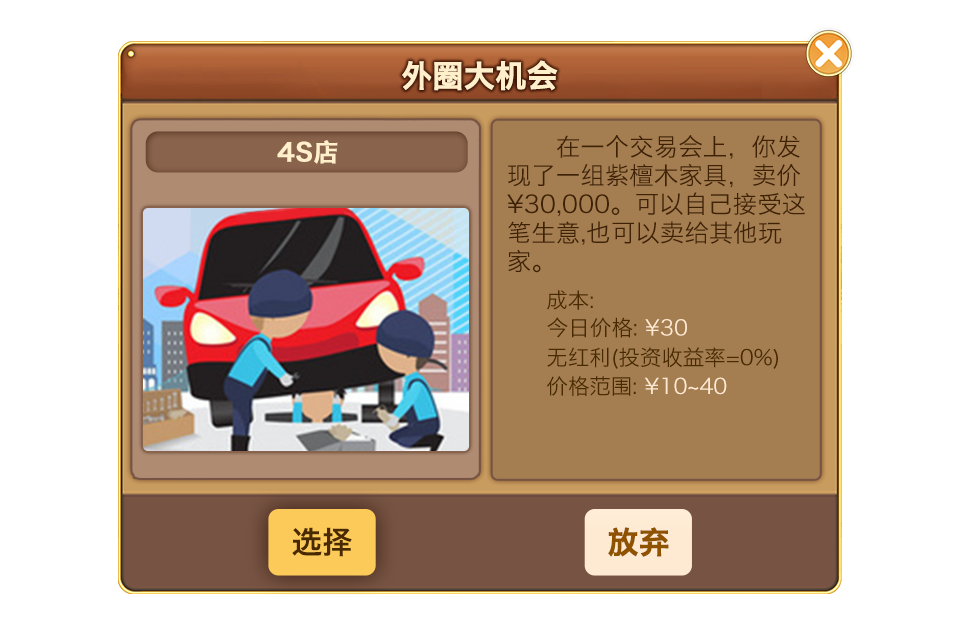 外圈大机会
4S店
在一个交易会上，你发
现了一组紫檀木家具，卖价
¥30,000。可以自己接受这
笔生意,也可以卖给其他玩
家。
成本:
今日价格: ¥30
无红利(投资收益率=0%)
价格范围: ¥10~40
选择
放弃